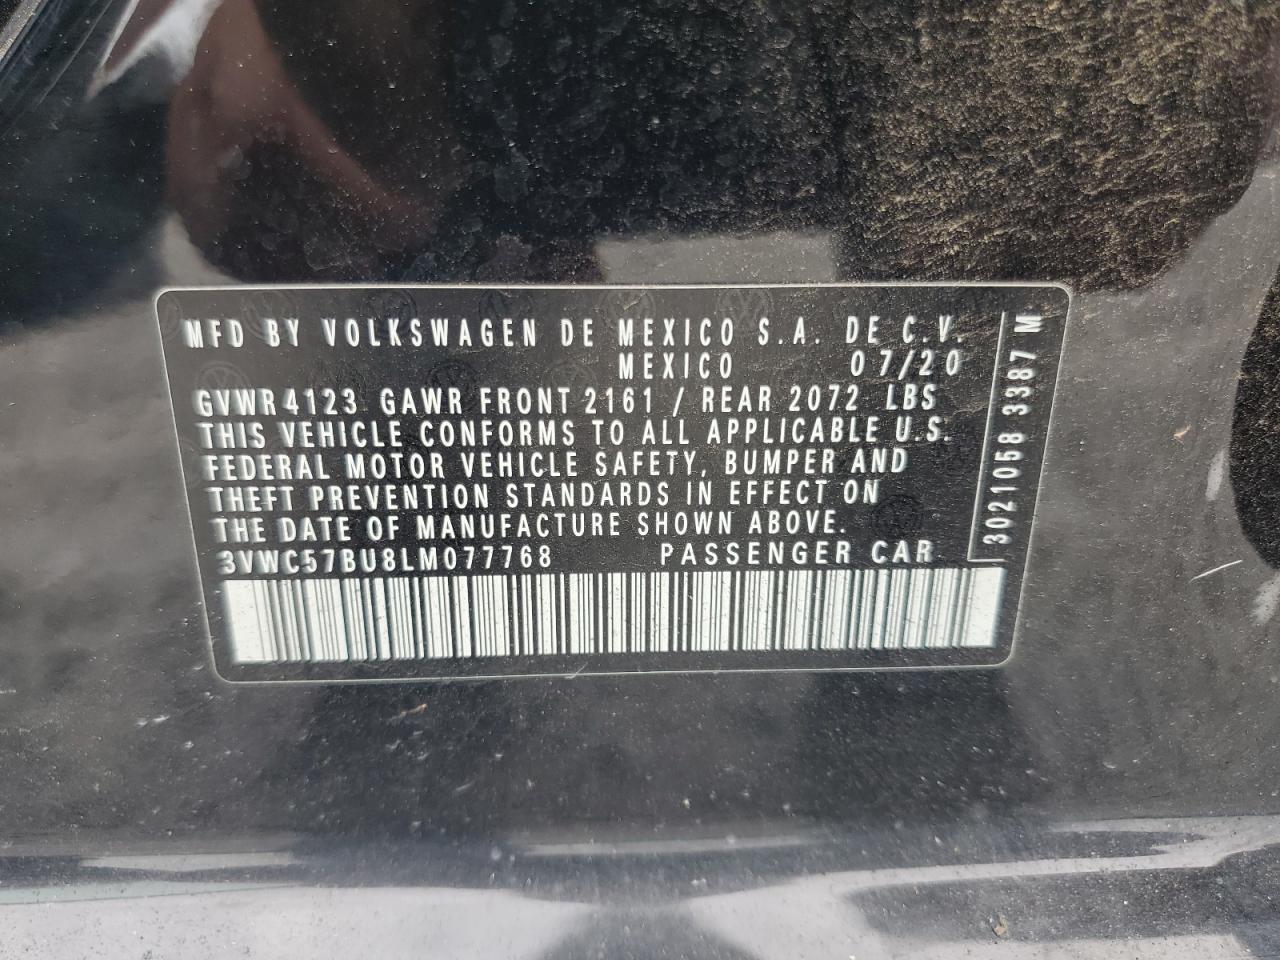 MFD BY VOLKSWAGEN DE MEXICO S.A. DE C.V.
MEXICO 07/20
GVWR 4123 GAWR FRONT 2161 / REAR 2072 LBS
THIS VEHICLE CONFORMS TO ALL APPLICABLE U.S.
FEDERAL MOTOR VEHICLE SAFETY, BUMPER AND
THEFT PREVENTION STANDARDS IN EFFECT ON
THE DATE OF MANUFACTURE SHOWN ABOVE.
3VWC57BU8LM077768 PASSENGER CAR
3021058 3387 M